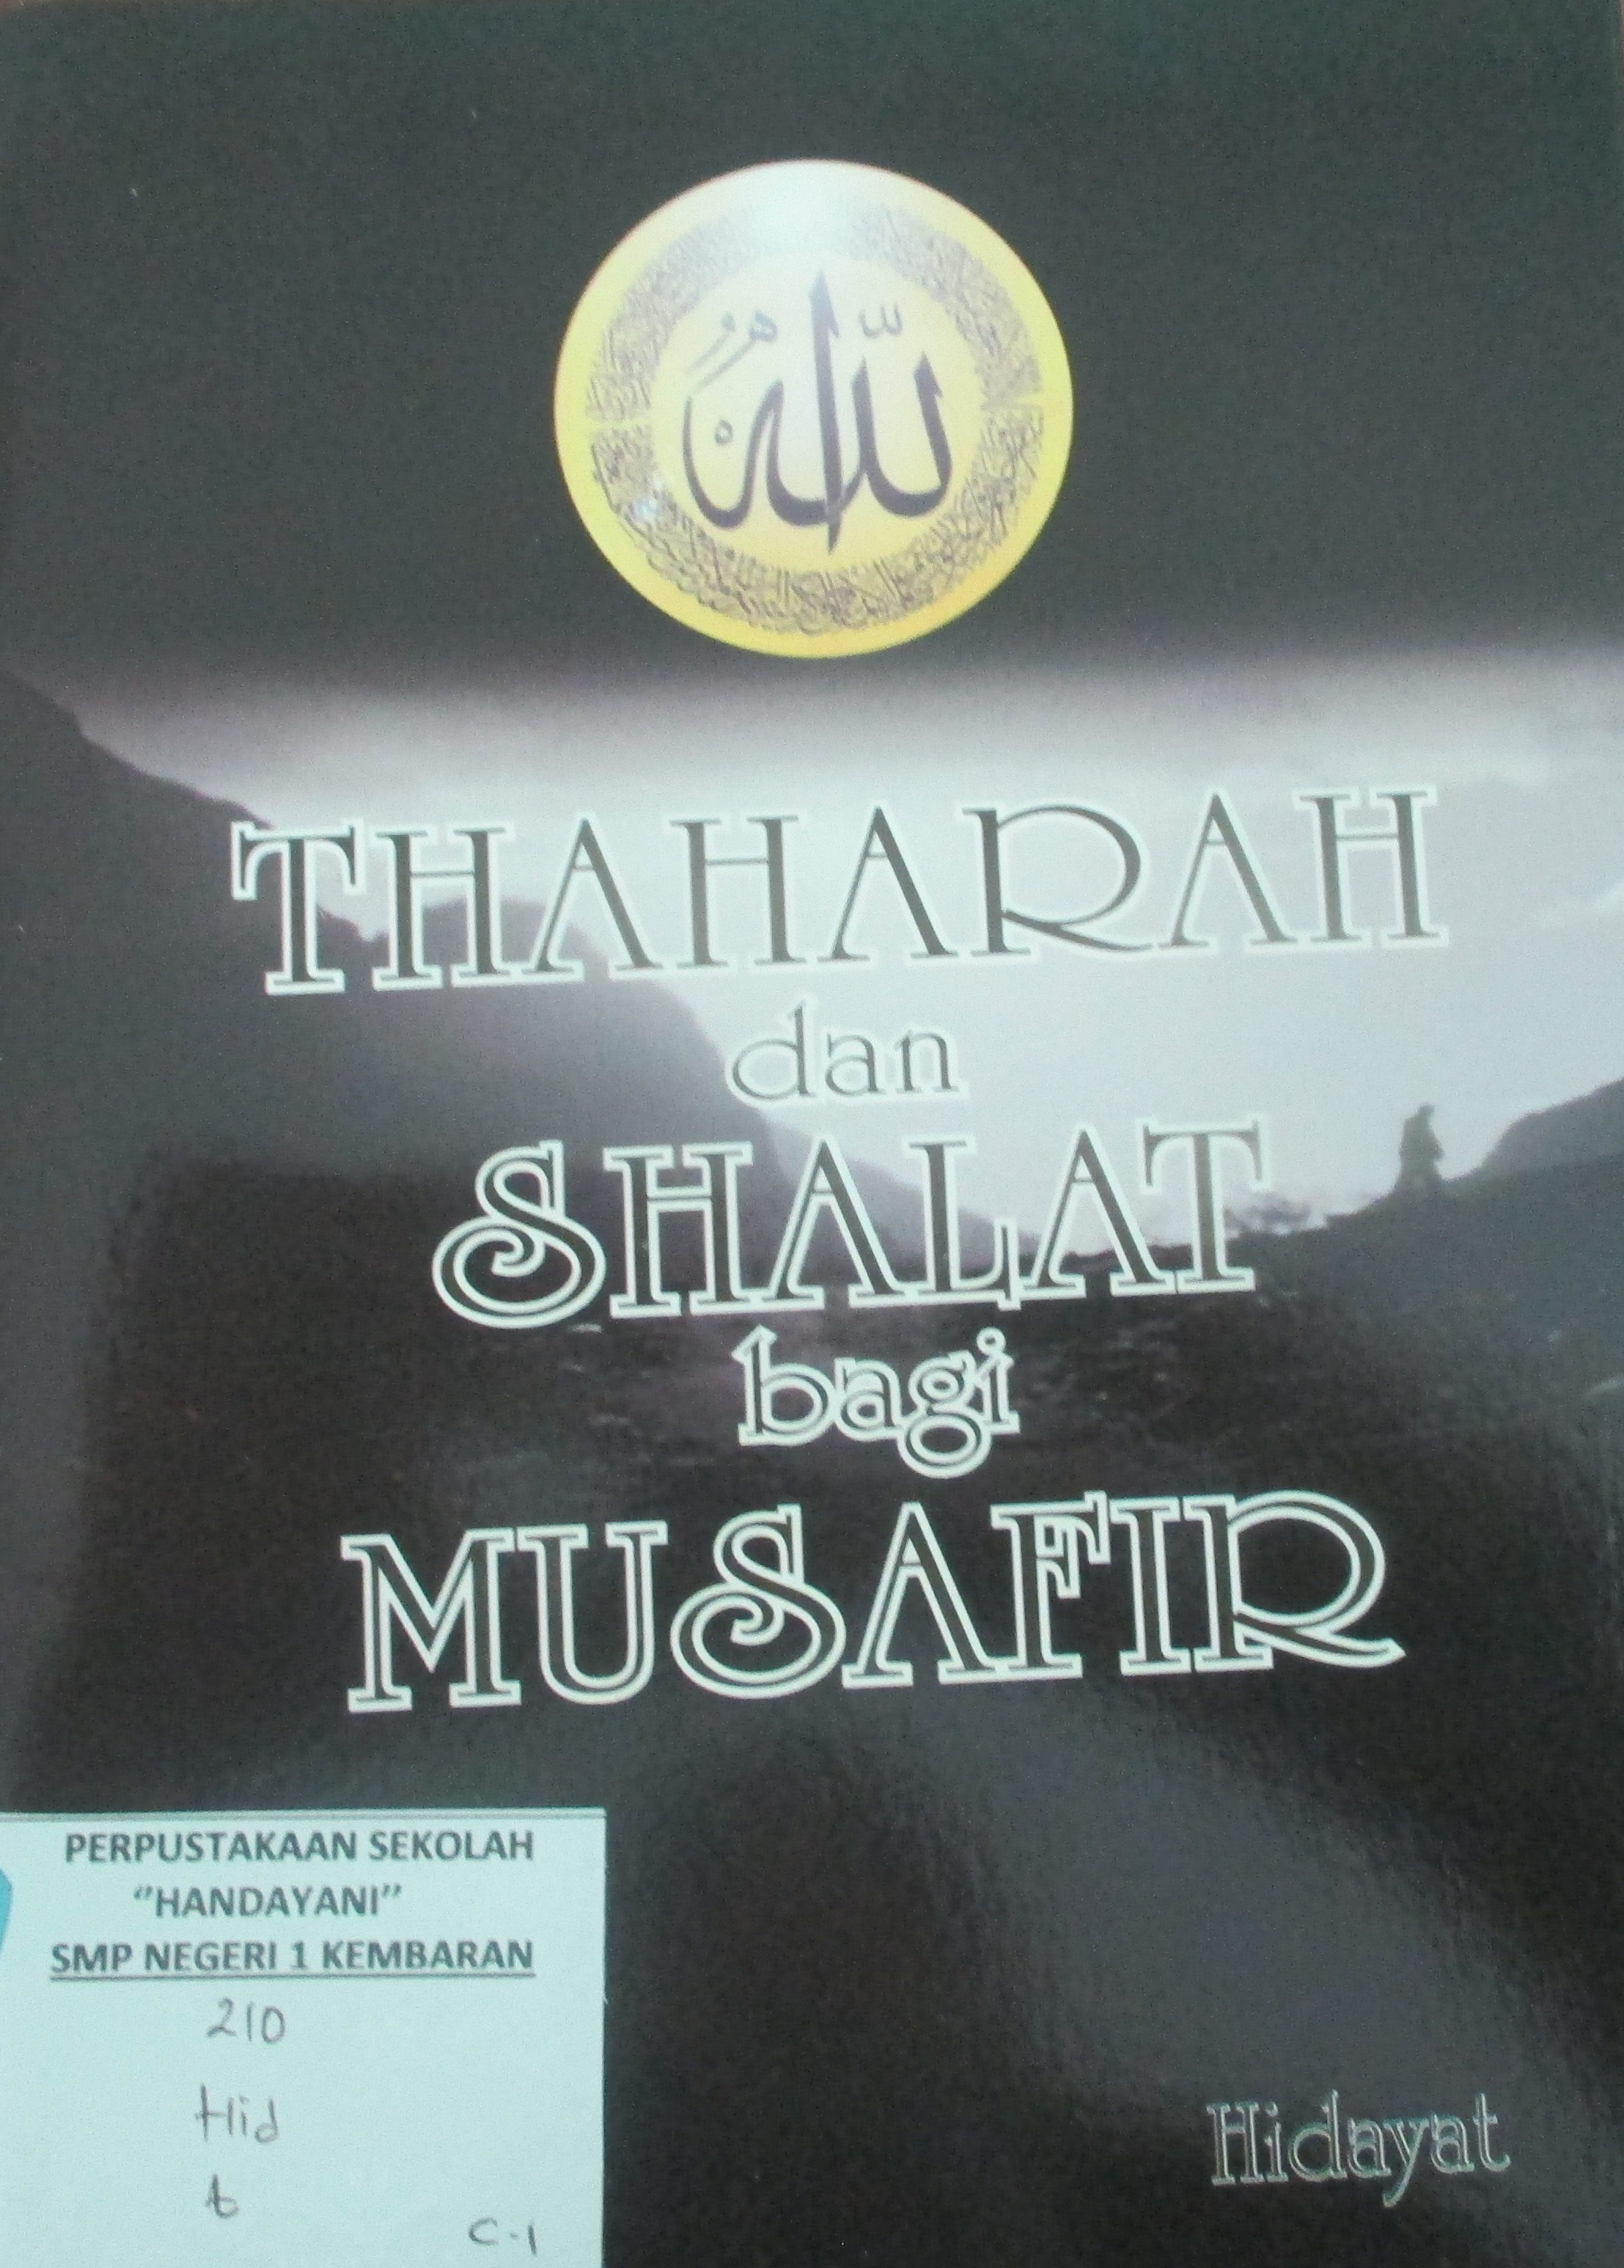 الله
THAHARAH
dan
SHALAT
bagi
MUSAFIR
PERPUSTAKAAN SEKOLAH
"HANDAYANI"
SMP NEGERI 1 KEMBARAN
210
Hid
t
C-1
Hidayat